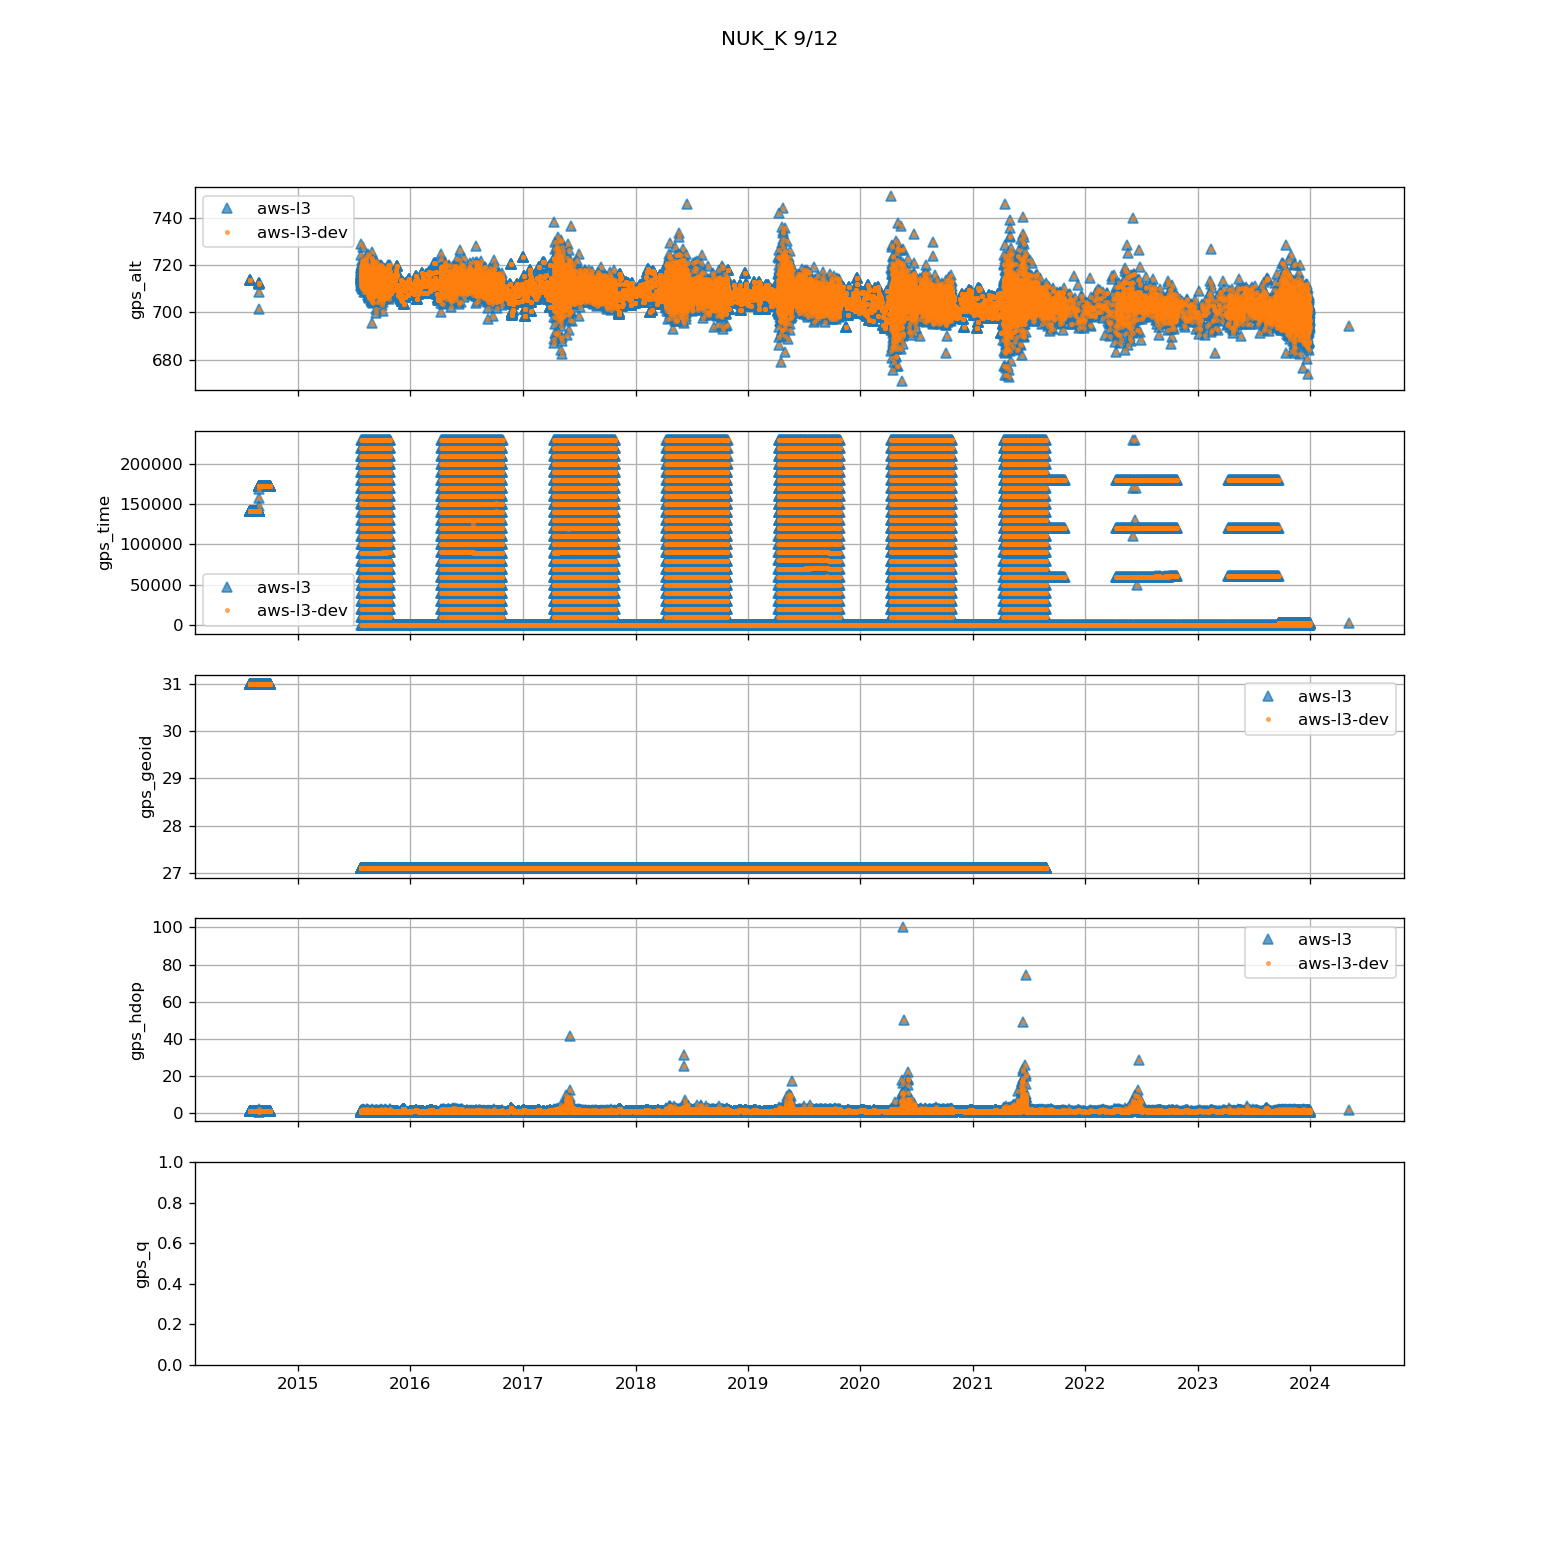 NUK_K 9/12
740
720
700
680
gps_alt
aws-l3
aws-l3-dev
200000
150000
100000
50000
0
gps_time
aws-l3
aws-l3-dev
31
30
29
28
27
gps_geoid
aws-l3
aws-l3-dev
100
80
60
40
20
0
gps_hdop
aws-l3
aws-l3-dev
1.0
0.8
0.6
0.4
0.2
0.0
gps_q
2015 2016 2017 2018 2019 2020 2021 2022 2023 2024